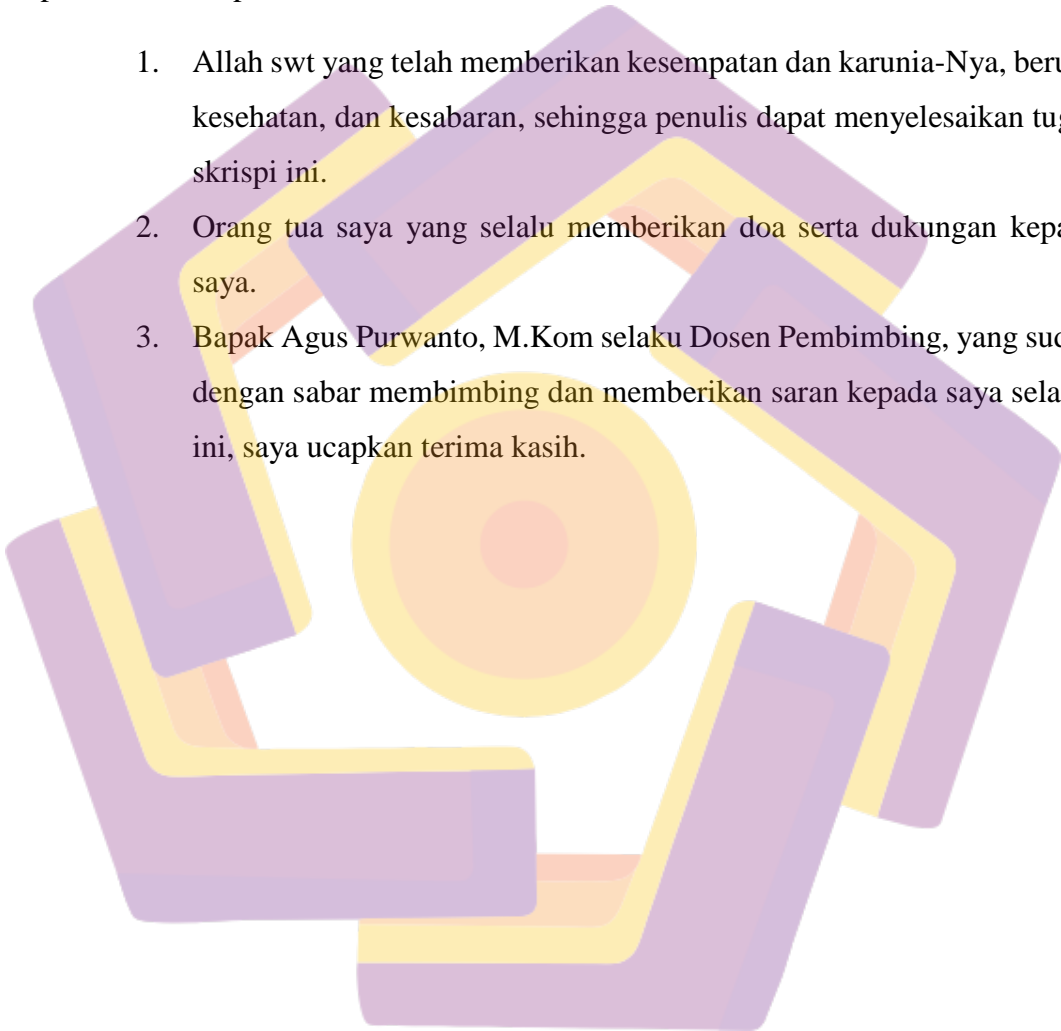 1. Allah swt yang telah memberikan kesempatan dan karunia-Nya,
kesehatan, dan kesabaran, sehingga penulis dapat menyelesaikan
skrispi ini.
2. Orang tua saya yang selalu memberikan doa serta dukungan
saya.
3. Bapak Agus Purwanto, M.Kom selaku Dosen Pembimbing, yang
dengan sabar membimbing dan memberikan saran kepada saya
ini, saya ucapkan terima kasih.